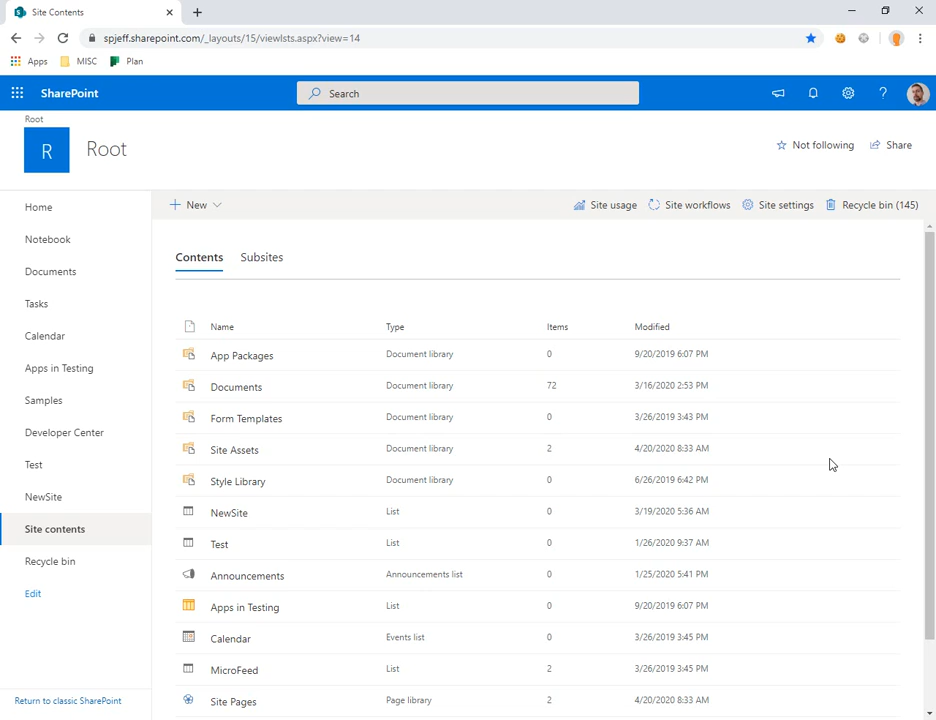 Site Contents
spjeff.sharepoint.com/_layouts/15/viewlsts.aspx?view=14
Apps MISC Plan
SharePoint Search ?
Root
R Root Not following Share
New Site usage Site workflows Site settings Recycle bin (145)
Home
Notebook
Documents
Tasks
Calendar
Apps in Testing
Samples
Developer Center
Test
NewSite
Site contents
Recycle bin
Edit
Return to classic SharePoint
Contents Subsites
Name Type Items Modified
App Packages Document library 0 9/20/2019 6:07 PM
Documents Document library 72 3/16/2020 2:53 PM
Form Templates Document library 0 3/26/2019 3:43 PM
Site Assets Document library 2 4/20/2020 8:33 AM
Style Library Document library 0 6/26/2019 6:42 PM
NewSite List 0 3/19/2020 5:36 AM
Test List 0 1/26/2020 9:37 AM
Announcements Announcements list 0 1/25/2020 5:41 PM
Apps in Testing List 0 9/20/2019 6:07 PM
Calendar Events list 0 3/26/2019 3:45 PM
MicroFeed List 2 3/26/2019 3:45 PM
Site Pages Page library 2 4/20/2020 8:33 AM